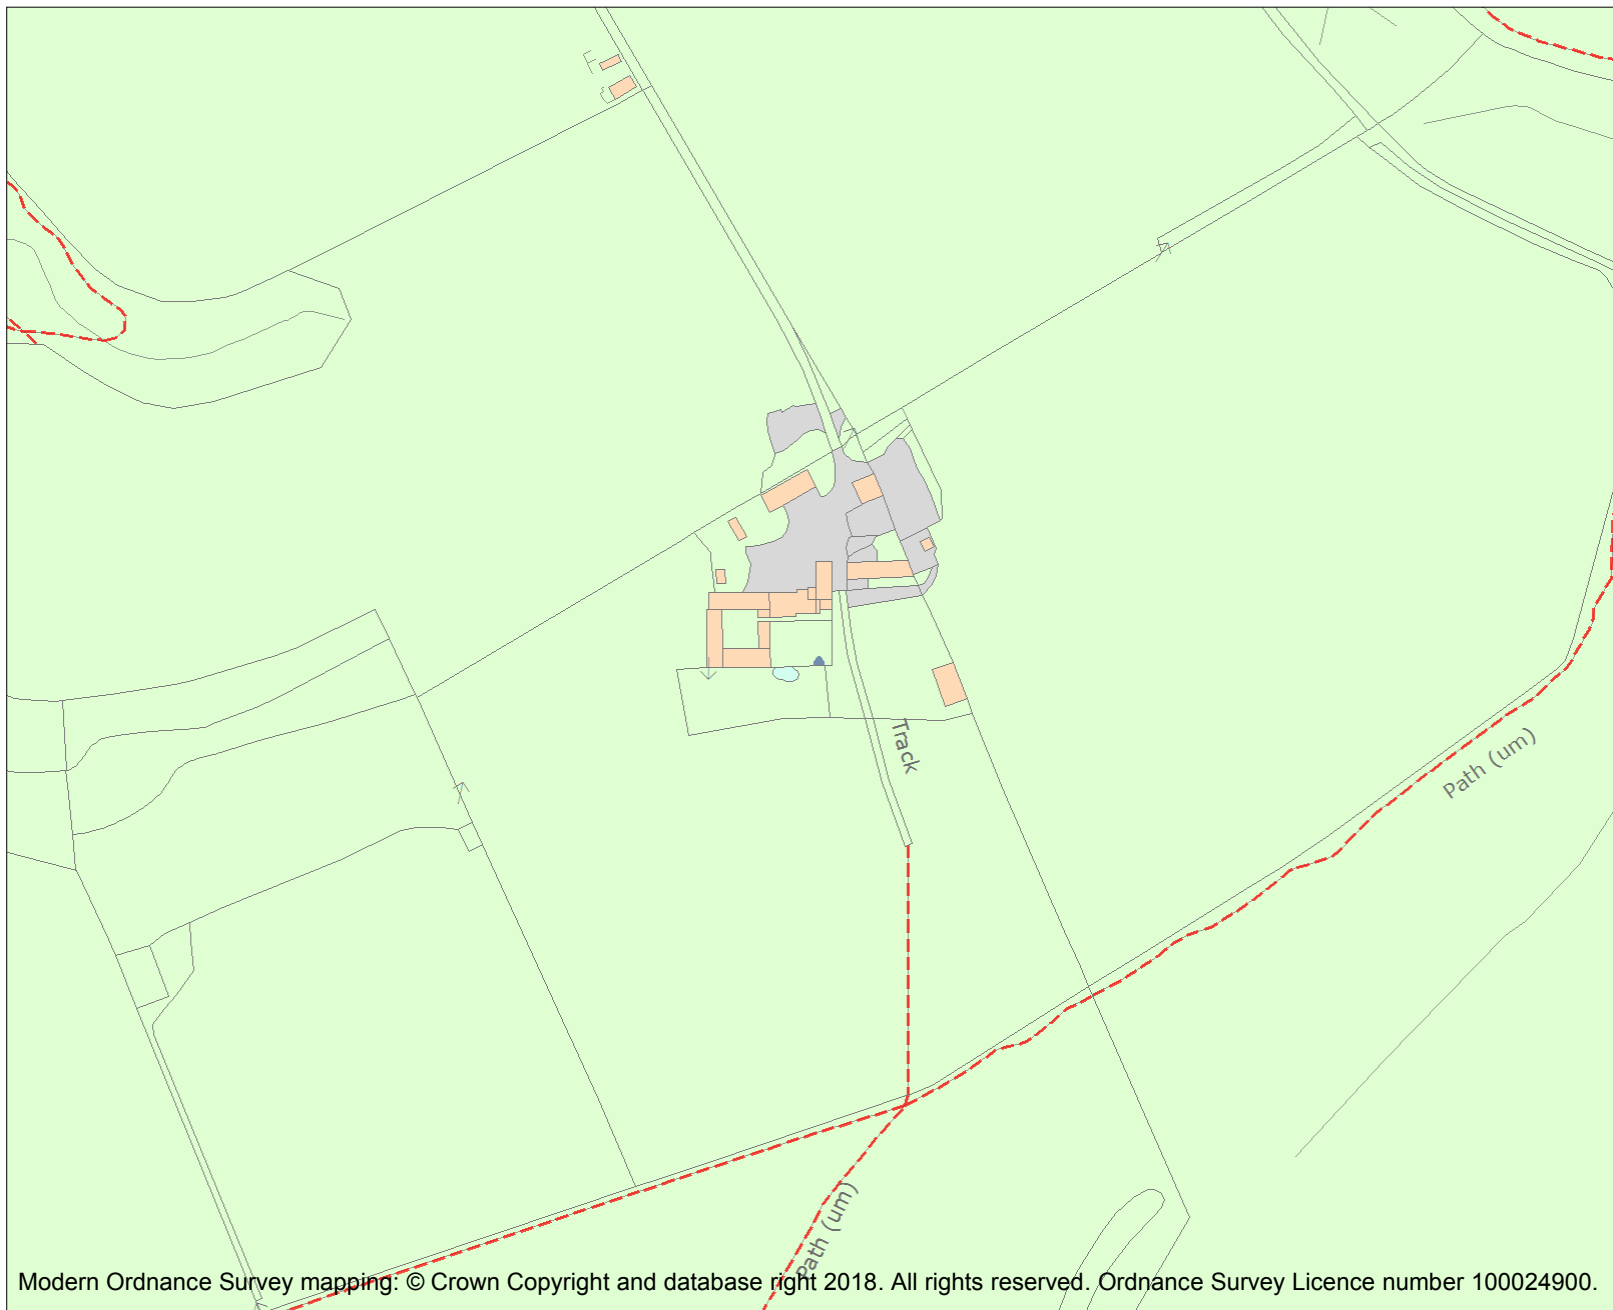 Track
Path (um)
Path (um)
Modern Ordnance Survey mapping: © Crown Copyright and database right 2018. All rights reserved. Ordnance Survey Licence number 100024900.